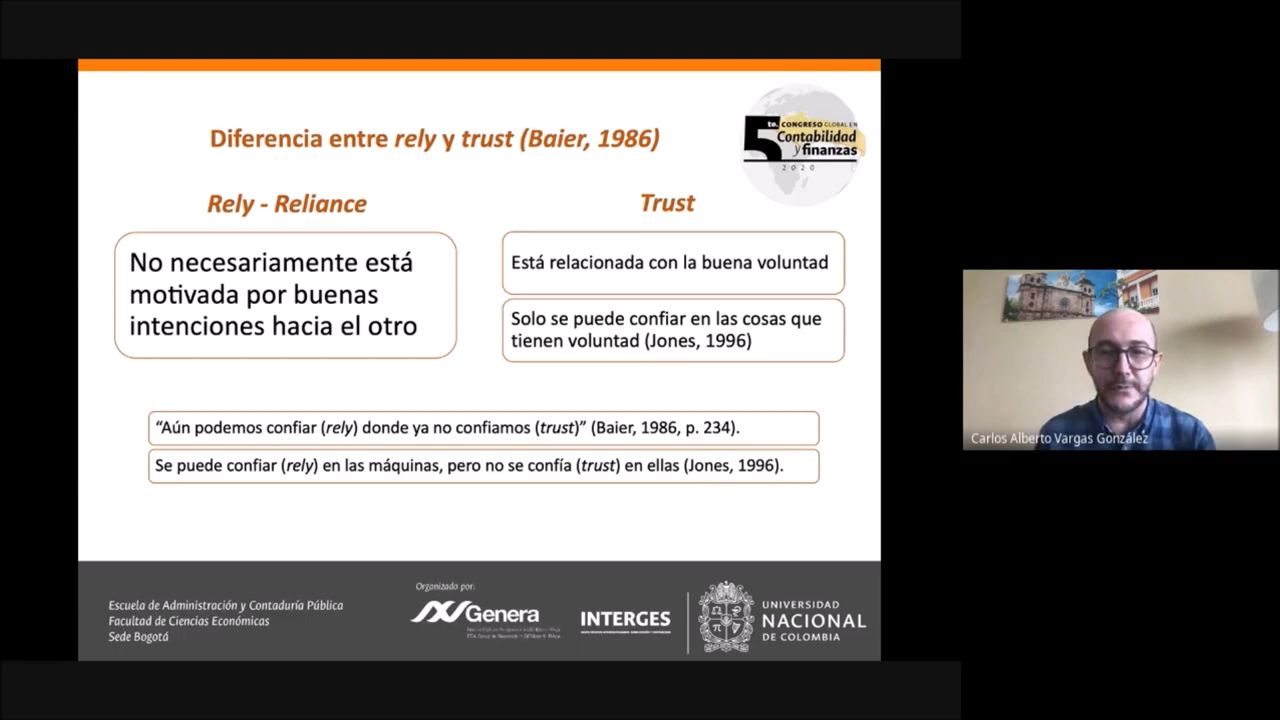 Diferencia entre rely y trust (Baier, 1986)
5to. CONGRESO GLOBAL EN
Contabilidad
y finanzas
2020
Rely - Reliance
Trust
No necesariamente está
motivada por buenas
intenciones hacia el otro
Está relacionada con la buena voluntad
Solo se puede confiar en las cosas que
tienen voluntad (Jones, 1996)
“Aún podemos confiar (rely) donde ya no confiamos (trust)” (Baier, 1986, p. 234).
Se puede confiar (rely) en las máquinas, pero no se confía (trust) en ellas (Jones, 1996).
Carlos Alberto Vargas González
Escuela de Administración y Contaduría Pública
Facultad de Ciencias Económicas
Sede Bogotá
Organizado por:
Genera
INTERGES
UNIVERSIDAD
NACIONAL
DE COLOMBIA